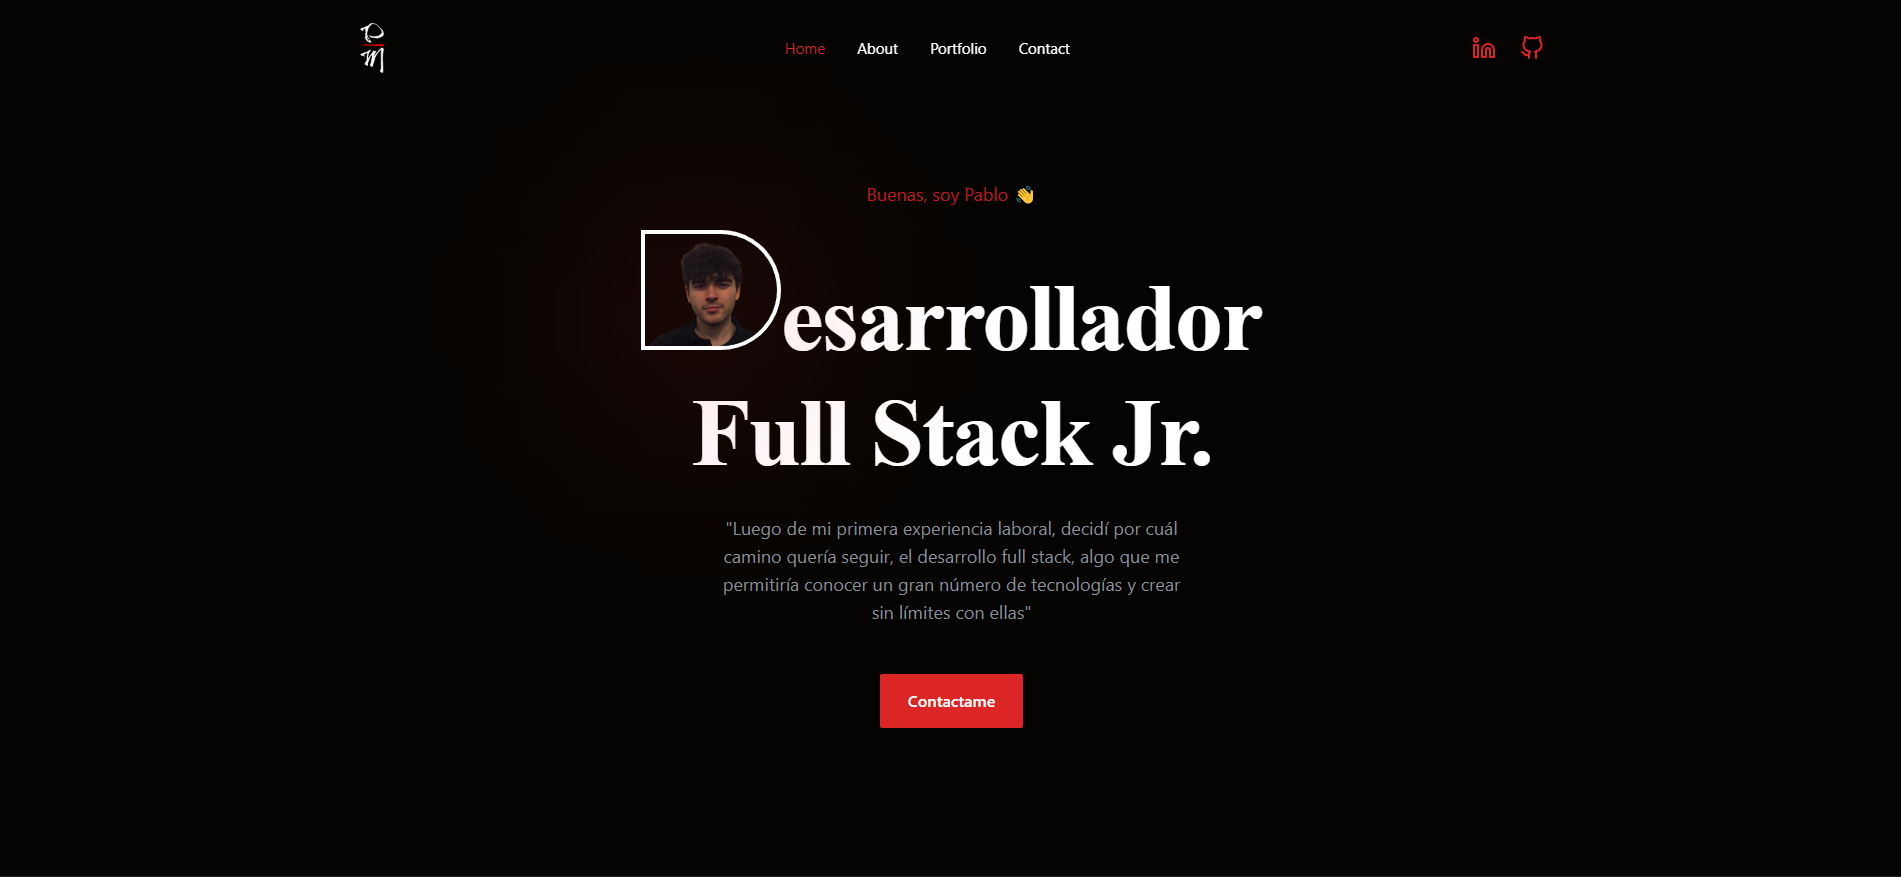 P
M
Home About Portfolio Contact
Buenas, soy Pablo 👋
Desarrollador
Full Stack Jr.
"Luego de mi primera experiencia laboral, decidí por cuál
camino quería seguir, el desarrollo full stack, algo que me
permitiría conocer un gran número de tecnologías y crear
sin límites con ellas"
Contactame